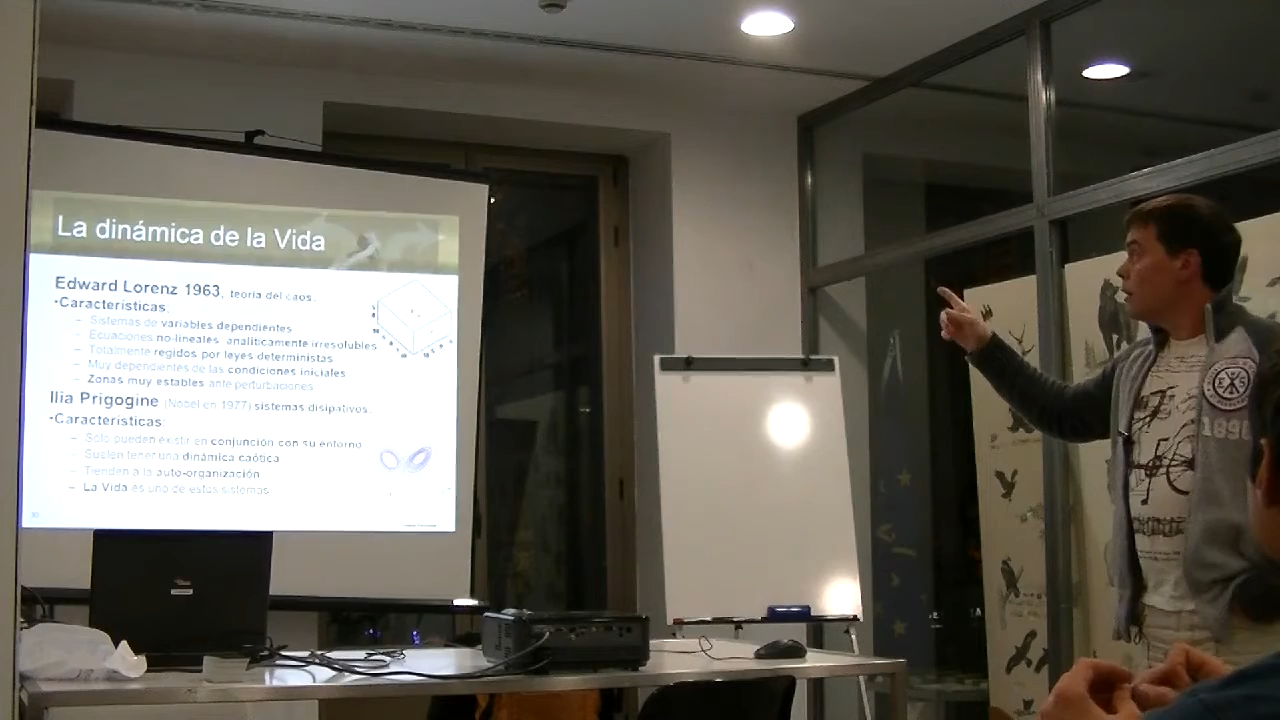 La dinámica de la Vida
Edward Lorenz 1963, teoría del caos.
•Características:
– Sistemas de variables dependientes
– Ecuaciones no-lineales analíticamente irresolubles
– Totalmente regidos por leyes deterministas
– Muy dependientes de las condiciones iniciales
– Zonas muy estables ante perturbaciones
Ilia Prigogine (Nobel en 1977) sistemas disipativos.
•Características:
– Sólo pueden existir en conjunción con su entorno
– Suelen tener una dinámica caótica
– Tienden a la auto-organización
– La Vida es uno de estos sistemas
189